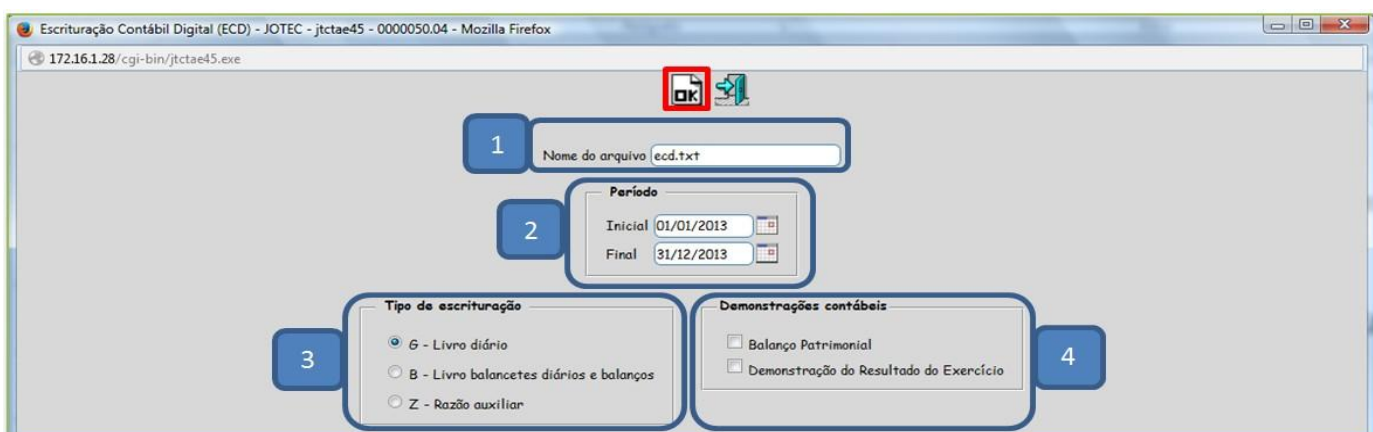 Escrituração Contábil Digital (ECD) - JOTEC - jtctae45 - 0000050.04 - Mozilla Firefox
172.16.1.28/cgi-bin/jtctae45.exe
OK
1
Nome do arquivo ecd.txt
Período
2
Inicial 01/01/2013
Final 31/12/2013
Tipo de escrituração
3
G - Livro diário
B - Livro balancetes diários e balanços
Z - Razão auxiliar
Demonstrações contábeis
Balanço Patrimonial
Demonstração do Resultado do Exercício
4